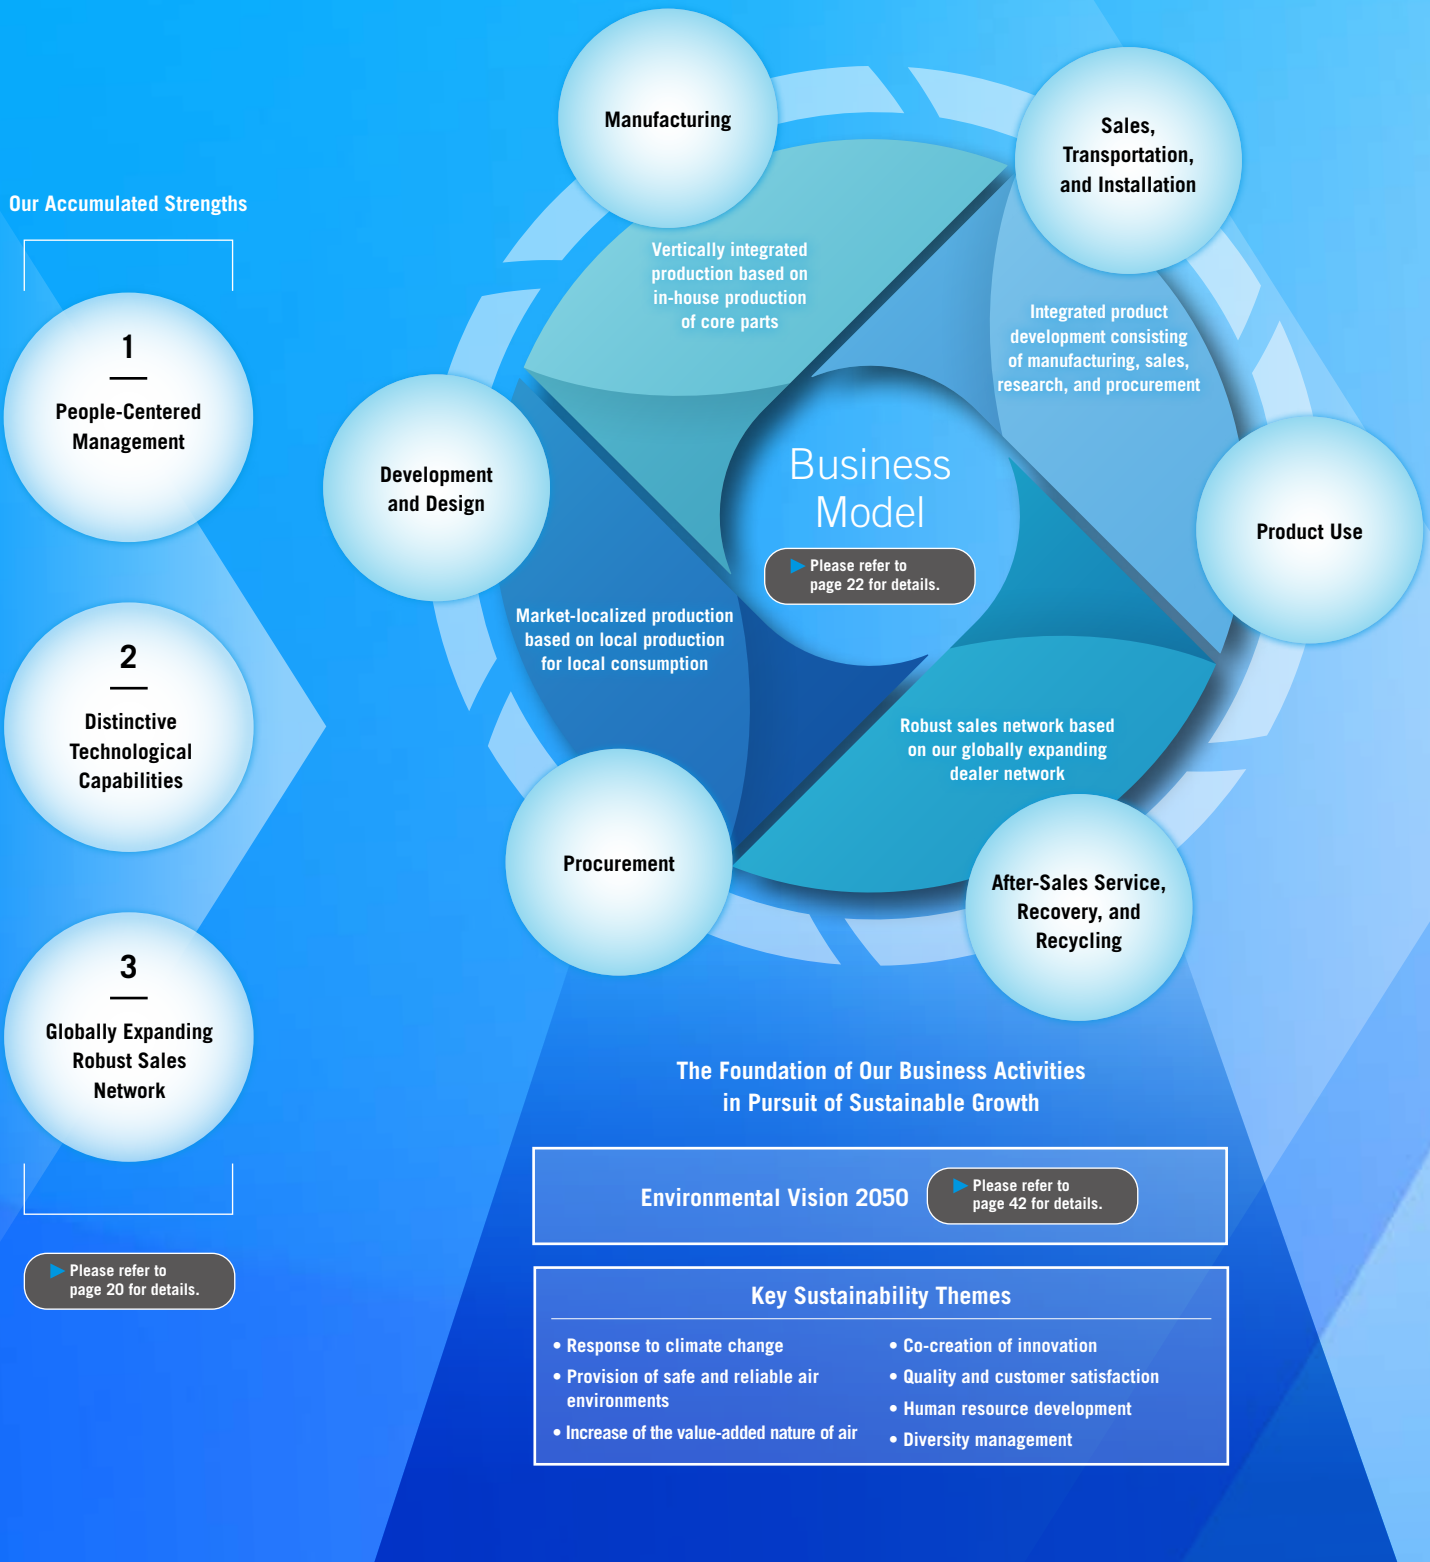 Our Accumulated Strengths
1
People-Centered
Management
2
Distinctive
Technological
Capabilities
3
Globally Expanding
Robust Sales
Network
Please refer to
page 20 for details.
Manufacturing
Vertically integrated
production based on
in-house production
of core parts
Sales,
Transportation,
and Installation
Integrated product
development consisting
of manufacturing, sales,
research, and procurement
Development
and Design
Business
Model
Please refer to
page 22 for details.
Product Use
Market-localized production
based on local production
for local consumption
Robust sales network based
on our globally expanding
dealer network
Procurement
After-Sales Service,
Recovery, and
Recycling
The Foundation of Our Business Activities
in Pursuit of Sustainable Growth
Environmental Vision 2050
Please refer to
page 42 for details.
Key Sustainability Themes
• Response to climate change
• Provision of safe and reliable air
environments
• Increase of the value-added nature of air
• Co-creation of innovation
• Quality and customer satisfaction
• Human resource development
• Diversity management